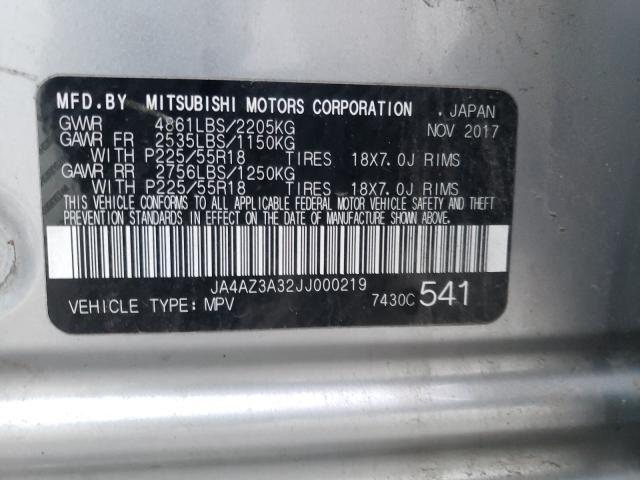 MFD.BY MITSUBISHI MOTORS CORPORATION . JAPAN
GVWR 4861LBS/2205KG NOV 2017
GAWR FR 2535LBS/1150KG
WITH P225/55R18 TIRES 18X7.0J RIMS
GAWR RR 2756LBS/1250KG
WITH P225/55R18 TIRES 18X7.0J RIMS
THIS VEHICLE CONFORMS TO ALL APPLICABLE FEDERAL MOTOR VEHICLE SAFETY AND THEFT
PREVENTION STANDARDS IN EFFECT ON THE DATE OF MANUFACTURE SHOWN ABOVE.
JA4AZ3A32JJ000219
VEHICLE TYPE: MPV 7430C 541